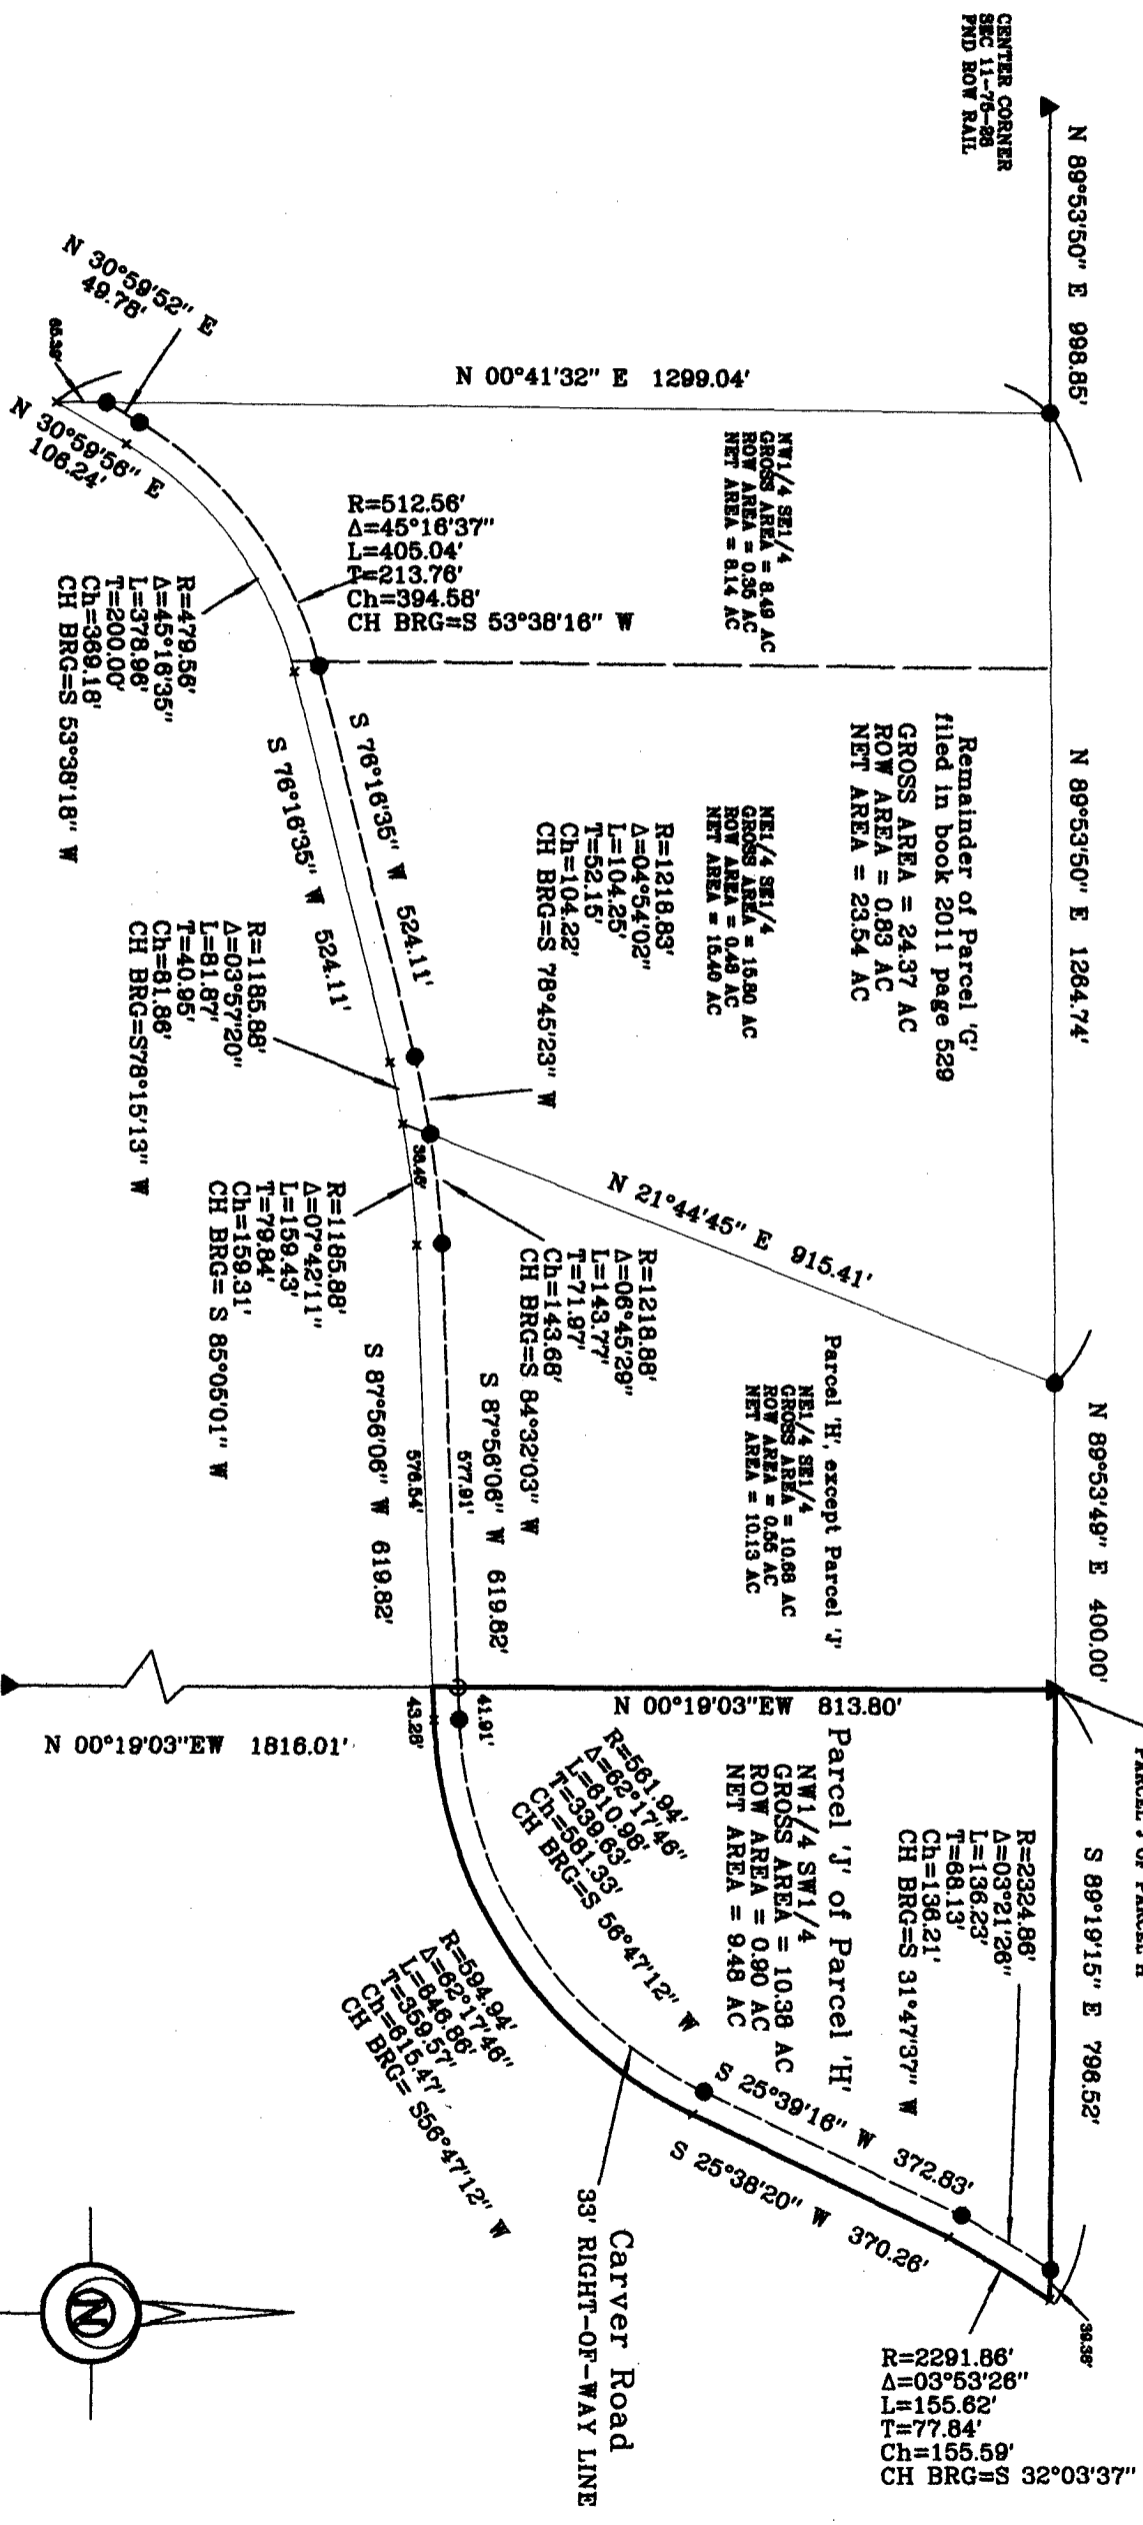 CENTER CORNER
SEC 11-76-28
FND ROW RAIL
N 89°53'50" E 998.85'
N 89°53'50" E 1264.74'
N 89°53'49" E 400.00'
S 89°19'15" E 796.52'
PARCEL J OF PARCEL H
N 30°59'52" E
49.78'
65.39'
N 30°59'56" E
106.24'
N 00°41'32" E 1299.04'
NW1/4 SE1/4
GROSS AREA = 8.49 AC
ROW AREA = 0.35 AC
NET AREA = 8.14 AC
R=512.56'
Δ=45°16'37"
L=405.04'
T=213.76'
Ch=394.58'
CH BRG=S 53°38'16" W
R=479.56'
Δ=45°16'35"
L=378.96'
T=200.00'
Ch=369.18'
CH BRG=S 53°38'18" W
Remainder of Parcel 'G'
filed in book 2011 page 529
GROSS AREA = 24.37 AC
ROW AREA = 0.83 AC
NET AREA = 23.54 AC
NE1/4 SE1/4
GROSS AREA = 15.80 AC
ROW AREA = 0.48 AC
NET AREA = 15.40 AC
S 76°16'35" W 524.11'
S 76°16'35" W 524.11'
R=1218.83'
Δ=04°54'02"
L=104.25'
T=52.15'
Ch=104.22'
CH BRG=S 78°45'23" W
R=1185.88'
Δ=03°57'20"
L=81.87'
T=40.95'
Ch=81.86'
CH BRG=S78°15'13" W
N 21°44'45" E 915.41'
36.46'
R=1218.88'
Δ=06°45'29"
L=143.77'
T=71.97'
Ch=143.68'
CH BRG=S 84°32'03" W
R=1185.88'
Δ=07°42'11"
L=159.43'
T=79.84'
Ch=159.31'
CH BRG= S 85°05'01" W
Parcel 'H', except Parcel 'J'
NE1/4 SE1/4
GROSS AREA = 10.68 AC
ROW AREA = 0.55 AC
NET AREA = 10.13 AC
S 87°56'06" W 619.82'
577.91'
576.54'
S 87°56'06" W 619.82'
41.91'
43.28'
N 00°19'03"EW 813.80'
N 00°19'03"EW 1816.01'
Parcel 'J' of Parcel 'H'
NW1/4 SW1/4
GROSS AREA = 10.38 AC
ROW AREA = 0.90 AC
NET AREA = 9.48 AC
R=561.94'
Δ=62°17'46"
L=610.98'
T=339.63'
Ch=581.33'
CH BRG=S 56°47'12" W
R=594.94'
Δ=62°17'46"
L=646.86'
T=359.57'
Ch=615.47'
CH BRG= S56°47'12" W
R=2324.86'
Δ=03°21'26"
L=136.23'
T=68.13'
Ch=136.21'
CH BRG=S 31°47'37" W
S 25°39'16" W 372.83'
S 25°38'20" W 370.26'
39.36'
R=2291.86'
Δ=03°53'26"
L=155.62'
T=77.84'
Ch=155.59'
CH BRG=S 32°03'37"
Carver Road
33' RIGHT-OF-WAY LINE
N